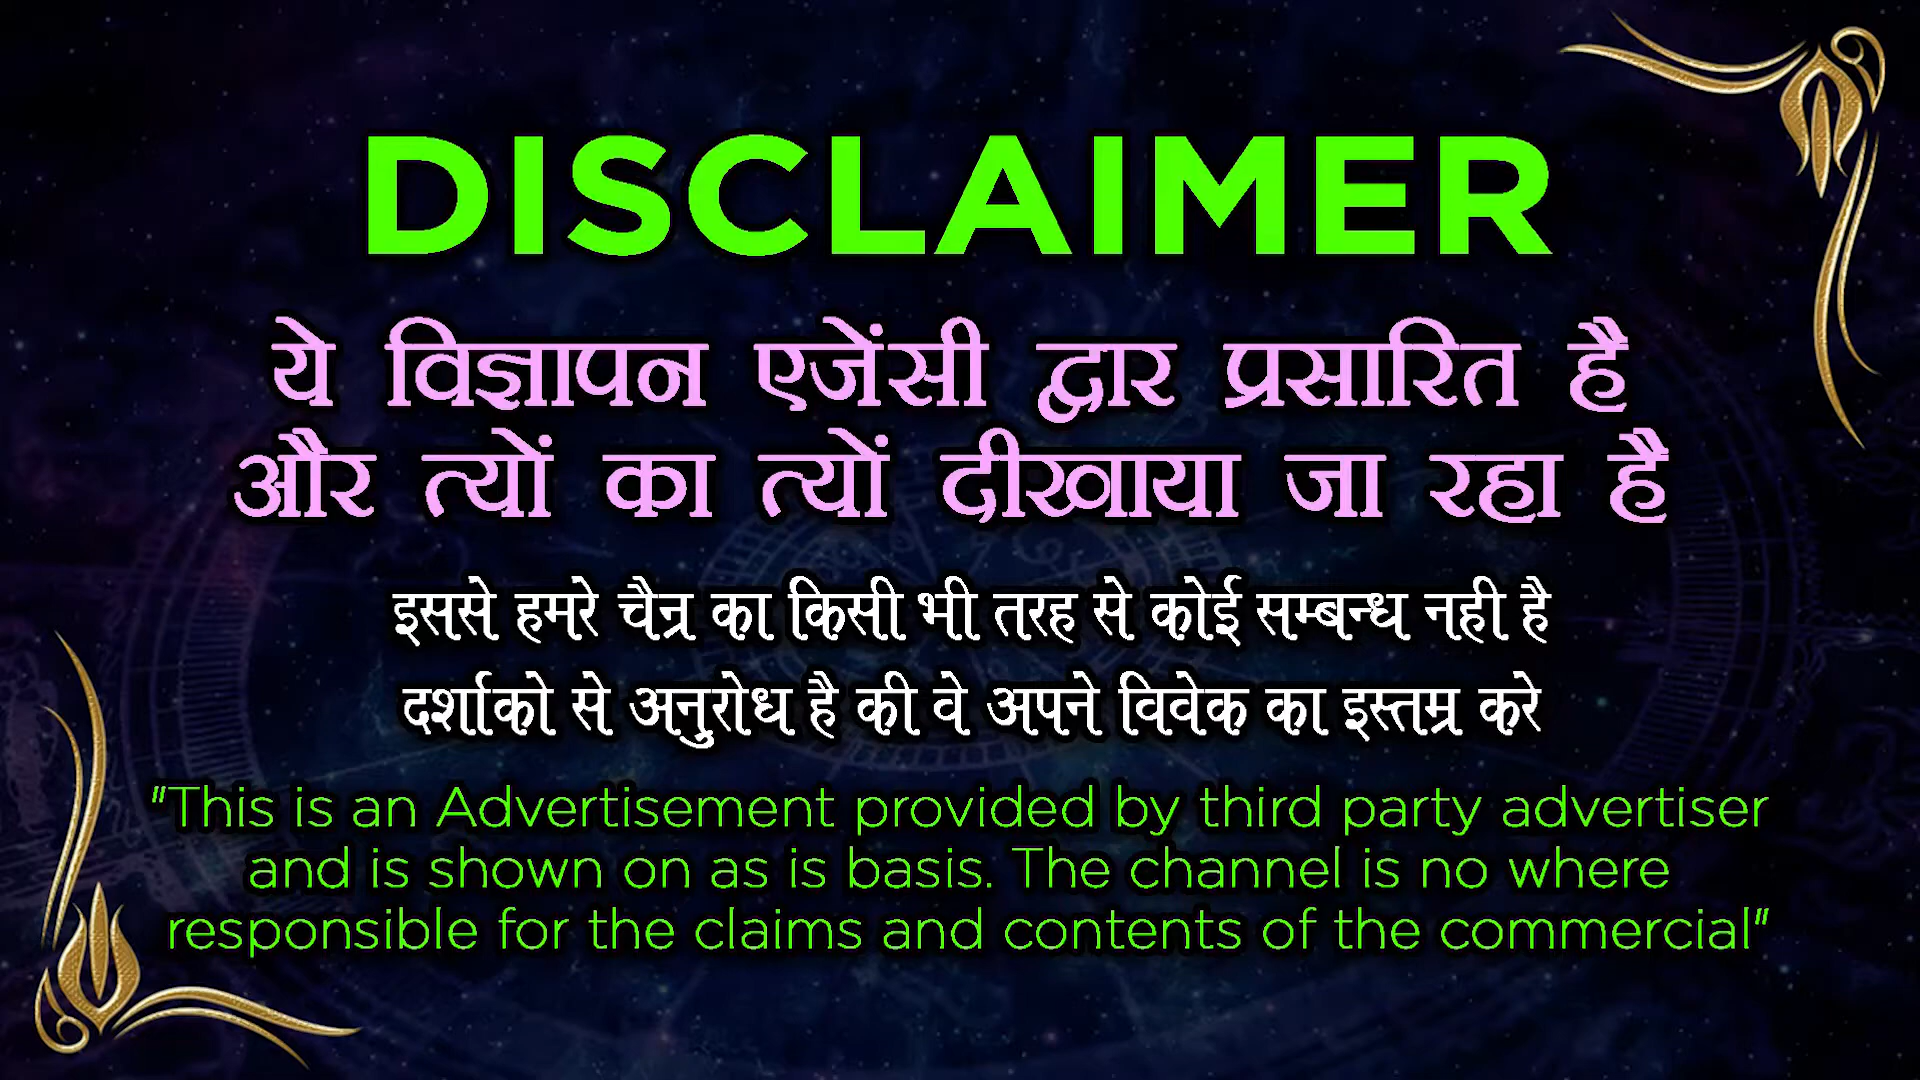 DISCLAIMER
ये विज्ञापन एजेंसी द्वार प्रसारित है
और त्यों का त्यों दीखाया जा रहा है
इससे हमरे चैन्र का किसी भी तरह से कोई सम्बन्ध नही है
दर्शाको से अनुरोध है की वे अपने विवेक का इस्तम्र करे
"This is an Advertisement provided by third party advertiser
and is shown on as is basis. The channel is no where
responsible for the claims and contents of the commercial"